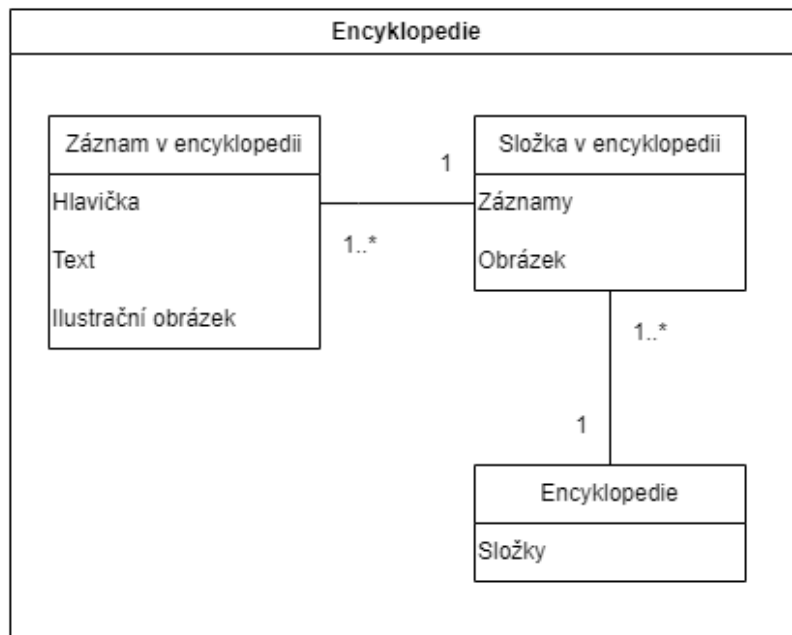 Encyklopedie
Záznam v encyklopedii
Hlavička
Text
Ilustrační obrázek
1
1..*
Složka v encyklopedii
Záznamy
Obrázek
1..*
1
Encyklopedie
Složky